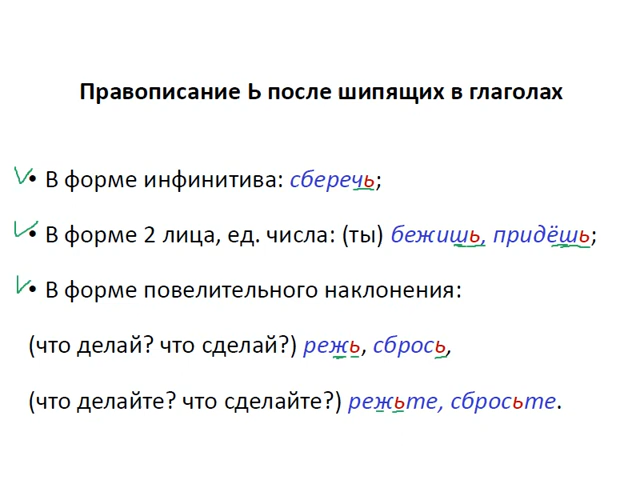 Правописание Ь после шипящих в глаголах
• В форме инфинитива: сберечь;
• В форме 2 лица, ед. числа: (ты) бежишь, придёшь;
• В форме повелительного наклонения:
(что делай? что сделай?) режь, сбрось,
(что делайте? что сделайте?) режьте, сбросьте.